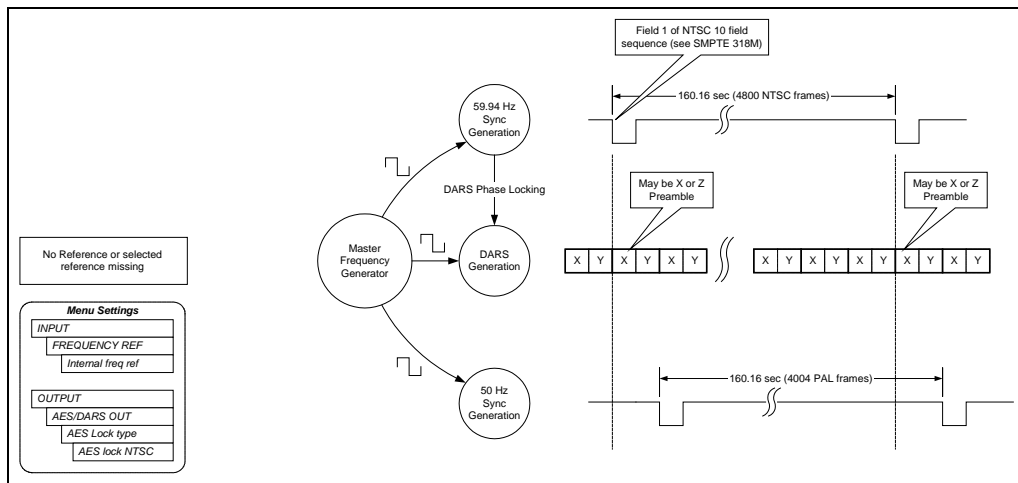 No Reference or selected
reference missing
Menu Settings
INPUT
FREQUENCY REF
Internal freq ref
OUTPUT
AES/DARS OUT
AES Lock type
AES lock NTSC
Master
Frequency
Generator
59.94 Hz
Sync
Generation
DARS Phase Locking
DARS
Generation
50 Hz
Sync
Generation
Field 1 of NTSC 10 field
sequence (see SMPTE 318M)
160.16 sec (4800 NTSC frames)
May be X or Z
Preamble
May be X or Z
Preamble
X Y X Y X Y
X Y X Y X Y X Y X Y
160.16 sec (4004 PAL frames)